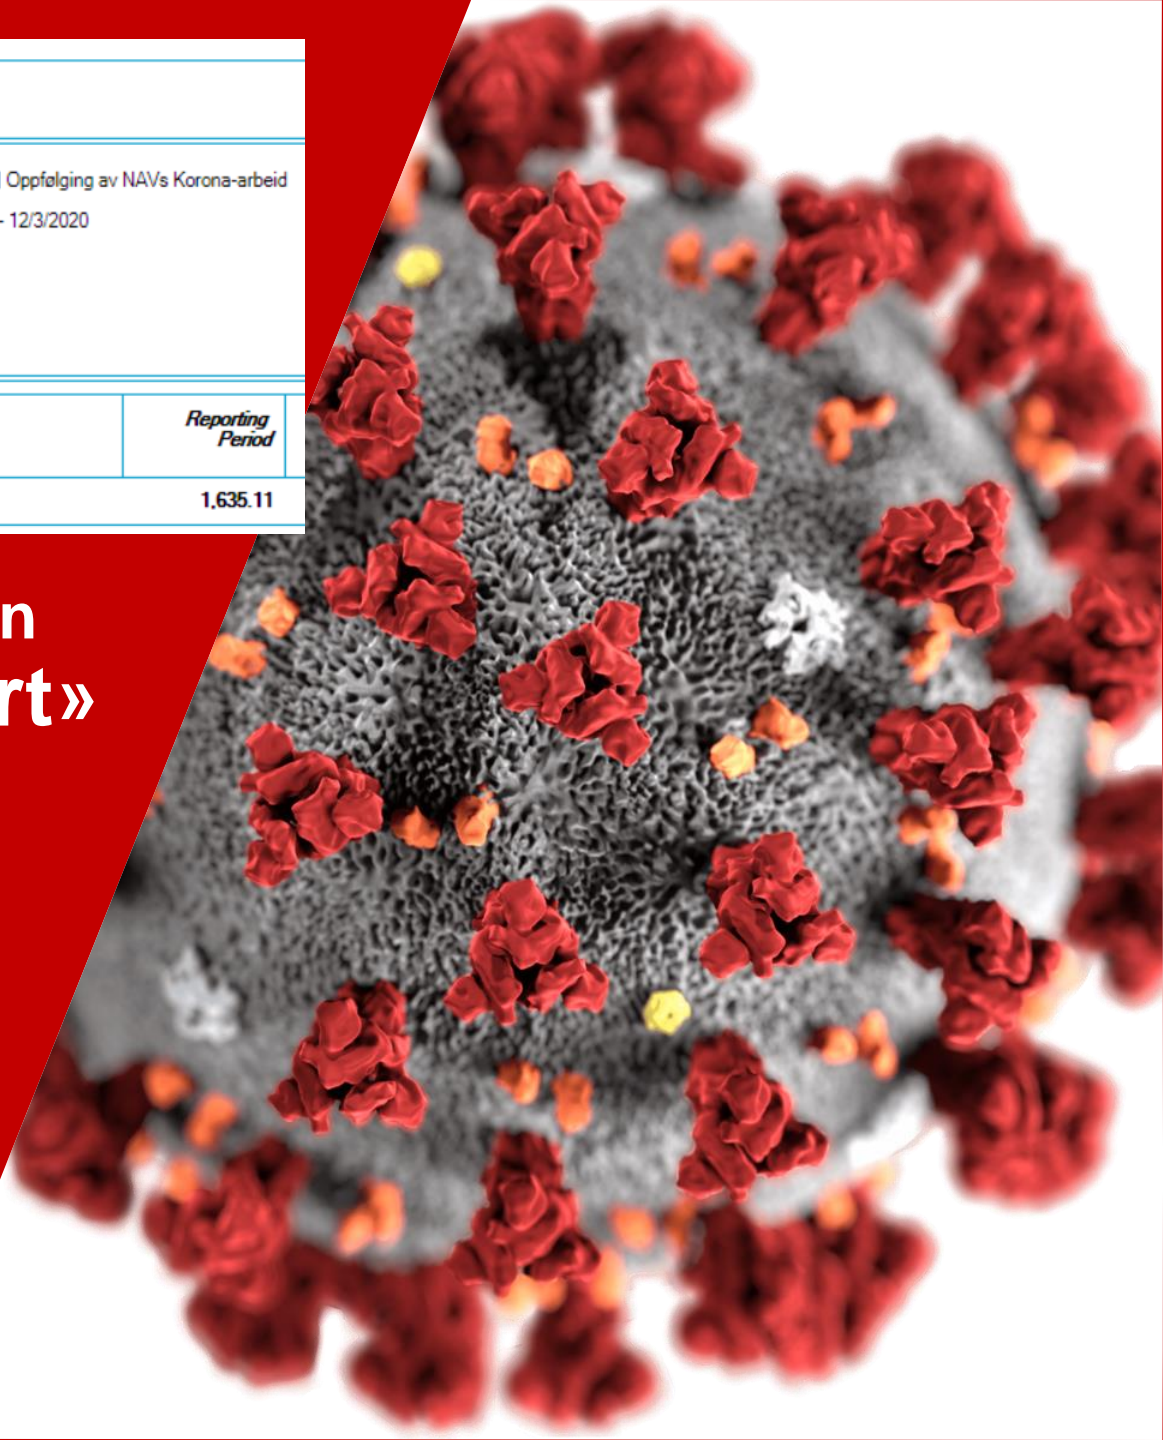 Oppfølging av NAVs Korona-arbeid
- 12/3/2020
Reporting
Period
1,635.11
n
rt»